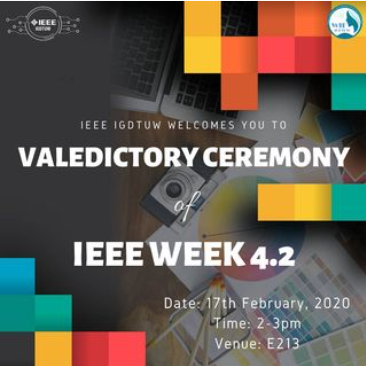 IEEE
IGDTUW
WIE
IEEE IGDTUW WELCOMES YOU TO
VALEDICTORY CEREMONY
of
IEEE WEEK 4.2
Date: 17th February, 2020
Time: 2-3pm
Venue: E213